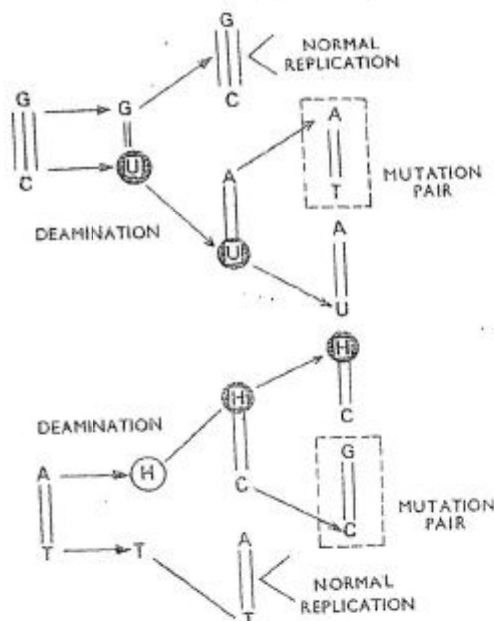 G
NORMAL
REPLICATION
G
G
C
A
C
U
A
T
MUTATION
PAIR
DEAMINATION
U
A
U
H
DEAMINATION
H
C
A
H
C
G
C
MUTATION
PAIR
T
T
A
NORMAL
REPLICATION
T